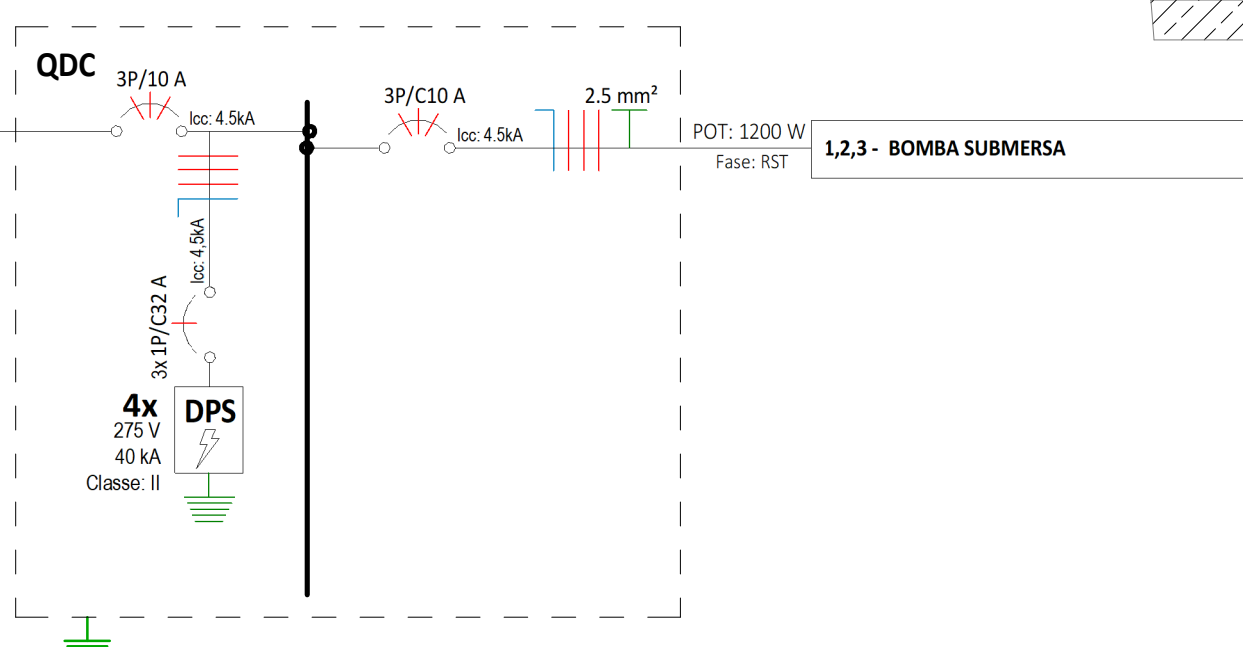 QDC
3P/10 A
Icc: 4.5kA
3P/C10 A
Icc: 4.5kA
2.5 mm²
POT: 1200 W
Fase: RST
1,2,3 - BOMBA SUBMERSA
Icc: 4,5kA
3x 1P/C32 A
4x
275 V
40 kA
Classe: II
DPS